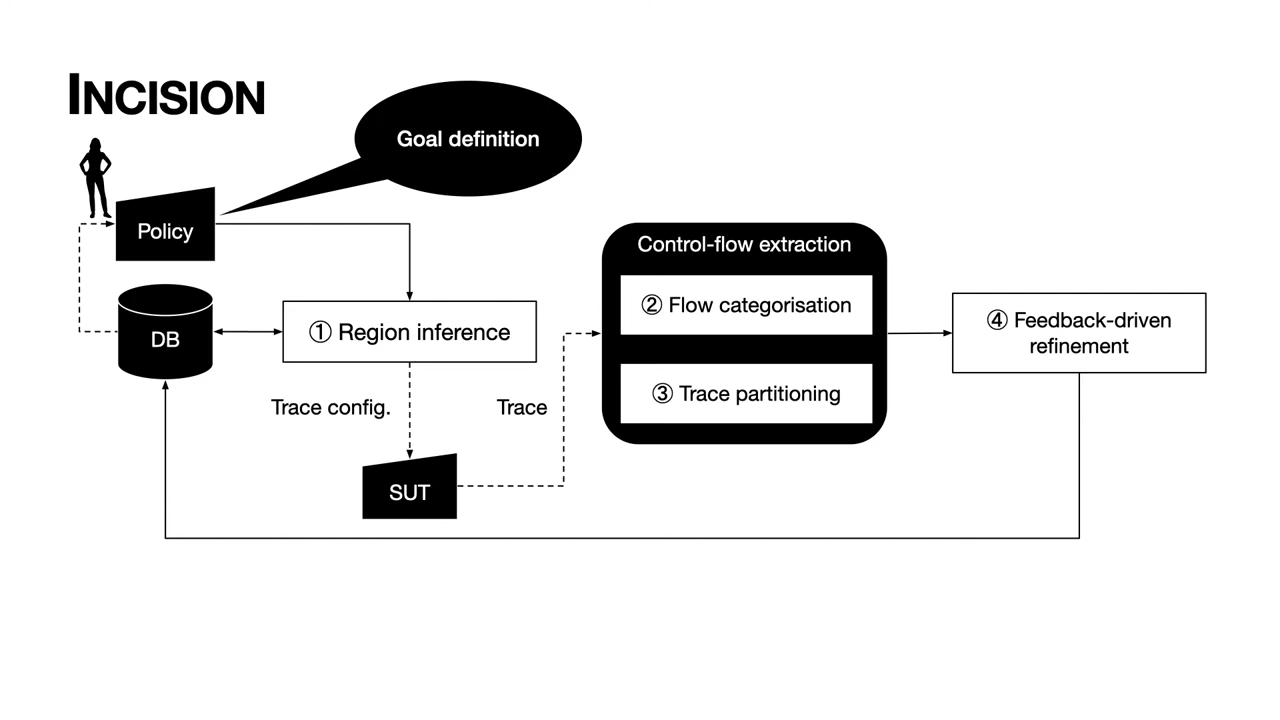 INCISION
Goal definition
Policy
DB
① Region inference
Trace config.
Trace
SUT
Control-flow extraction
② Flow categorisation
③ Trace partitioning
④ Feedback-driven
refinement